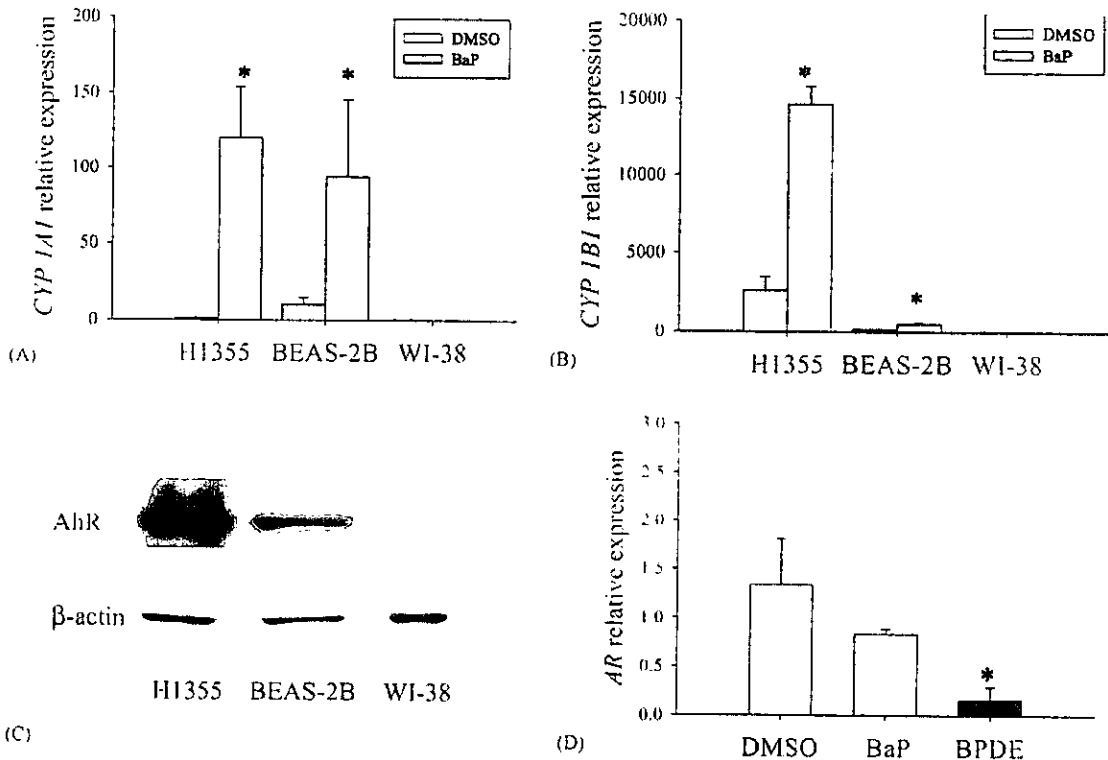 200
150
100
50
0
CYP 1A1 relative expression
DMSO
BaP
*
*
H1355 BEAS-2B WI-38
(A)
20000
15000
10000
5000
0
CYP 1B1 relative expression
DMSO
BaP
*
*
H1355 BEAS-2B WI-38
(B)
AhR
β-actin
H1355 BEAS-2B WI-38
(C)
3.0
2.5
2.0
1.5
1.0
0.5
0.0
AR relative expression
*
DMSO BaP BPDE
(D)